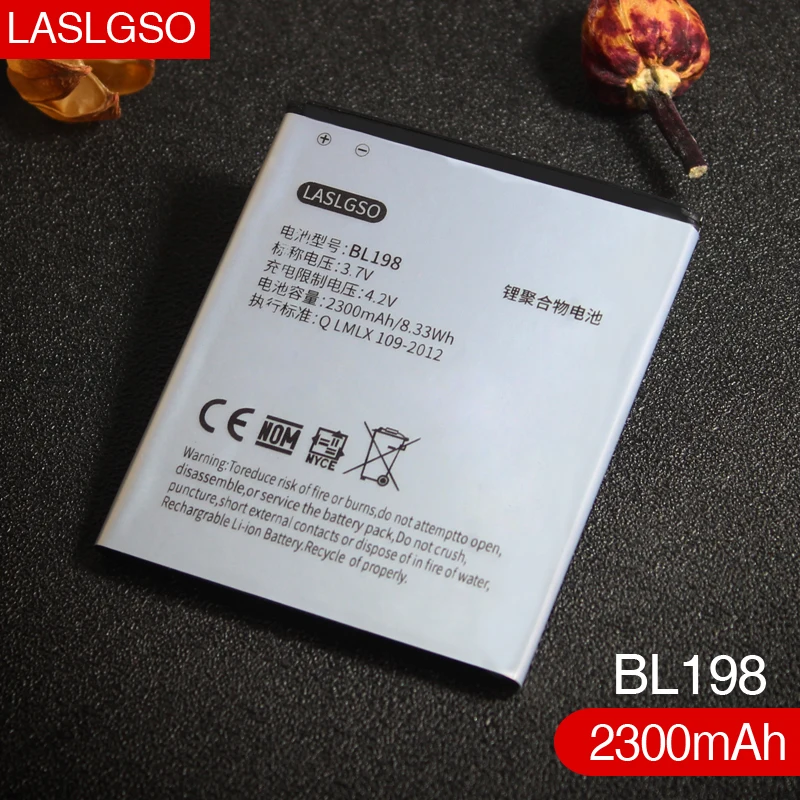 LASLGSO
LASLGSO
电池型号:BL198
标称电压:3.7V
充电限制电压:4.2V
电池容量:2300mAh/8.33Wh
执行标准:Q LMLX 109-2012
锂聚合物电池
CE NOM NYCE
Warning:Toreduce risk of fire or burns,do not attemptto open,
disassemble,or service the battery pack,Do not crush,
puncture,short external contacts or dispose of in fire of water,
Rechargrable Li-ion Battery,Recycle of properly.
BL198
2300mAh